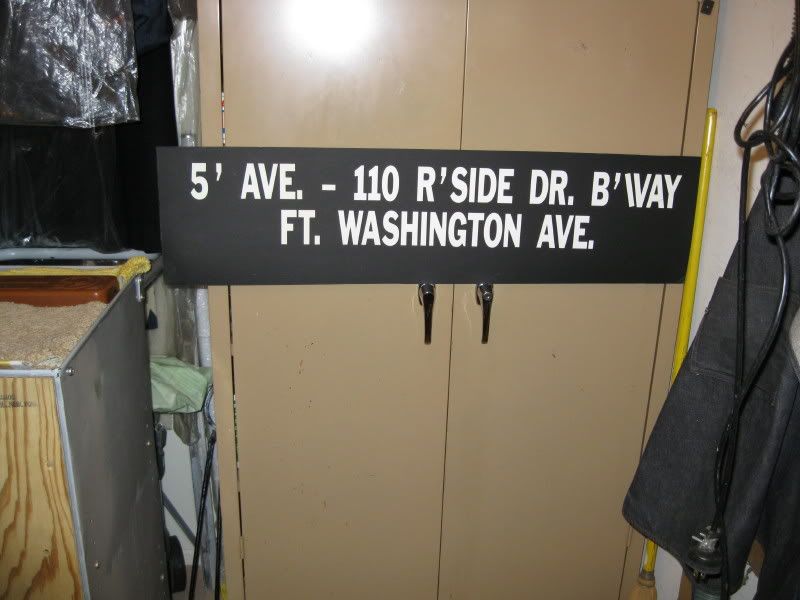 5' AVE. – 110 R'SIDE DR. B'WAY
FT. WASHINGTON AVE.